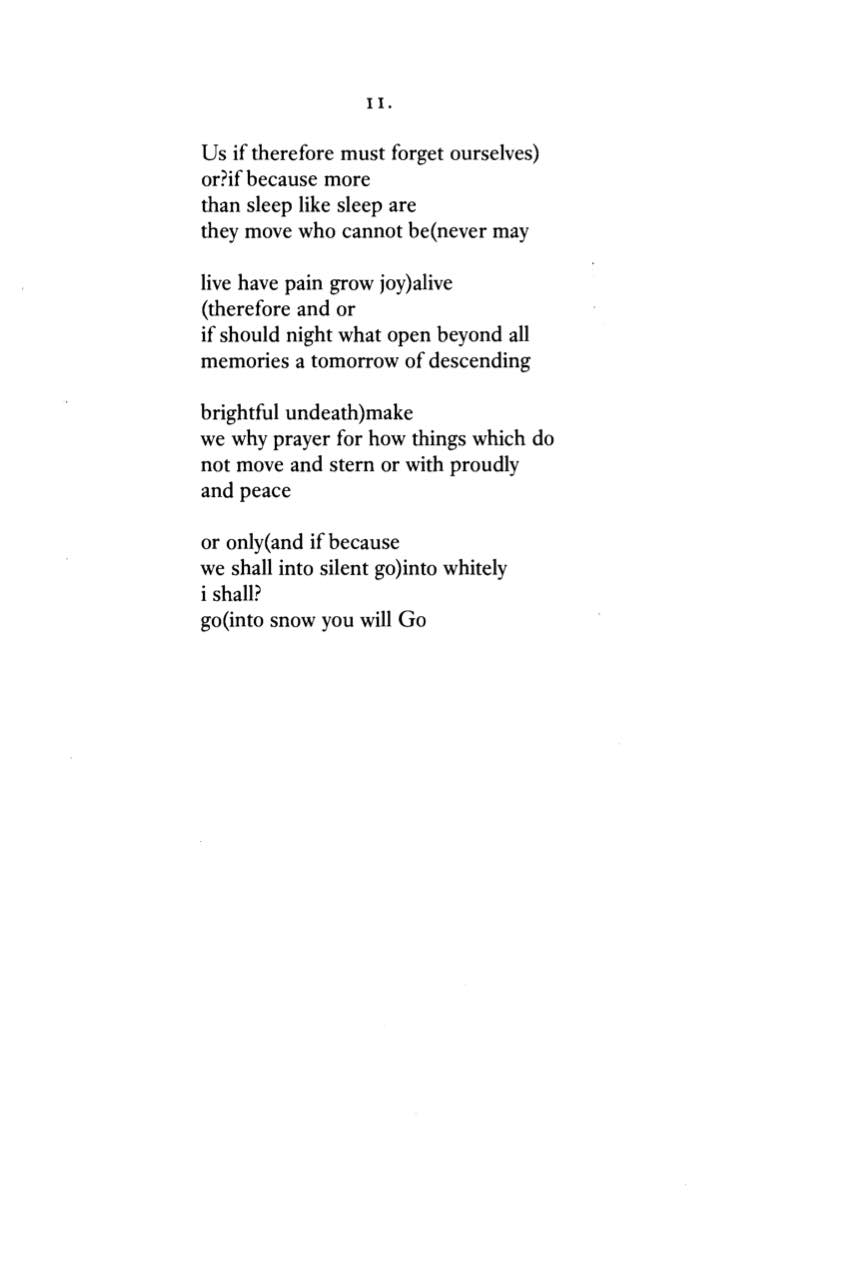 11.
Us if therefore must forget ourselves)
or?if because more
than sleep like sleep are
they move who cannot be(never may
live have pain grow joy)alive
(therefore and or
if should night what open beyond all
memories a tomorrow of descending
brightful undeath)make
we why prayer for how things which do
not move and stern or with proudly
and peace
or only(and if because
we shall into silent go)into whitely
i shall?
go(into snow you will Go